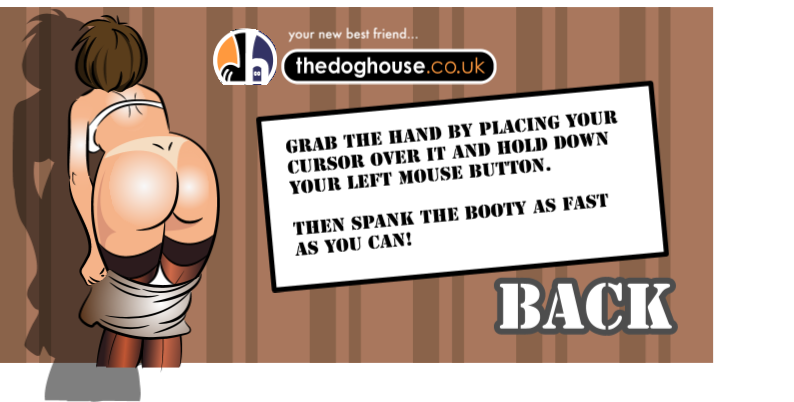 your new best friend...
thedoghouse.co.uk
GRAB THE HAND BY PLACING YOUR
CURSOR OVER IT AND HOLD DOWN
YOUR LEFT MOUSE BUTTON.
THEN SPANK THE BOOTY AS FAST
AS YOU CAN!
BACK